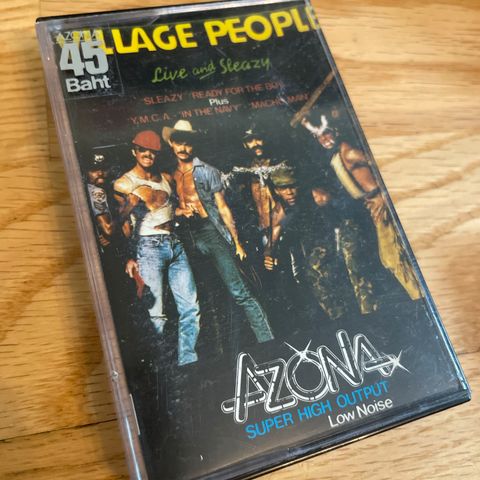 AZONA
45
Baht
LLAGE PEOPLE
Live and Sleazy
"SLEAZY" "READY FOR THE 80's"
Plus
"Y.M.C.A." "IN THE NAVY" "MACHO MAN"
AZONA
SUPER HIGH OUTPUT
Low Noise